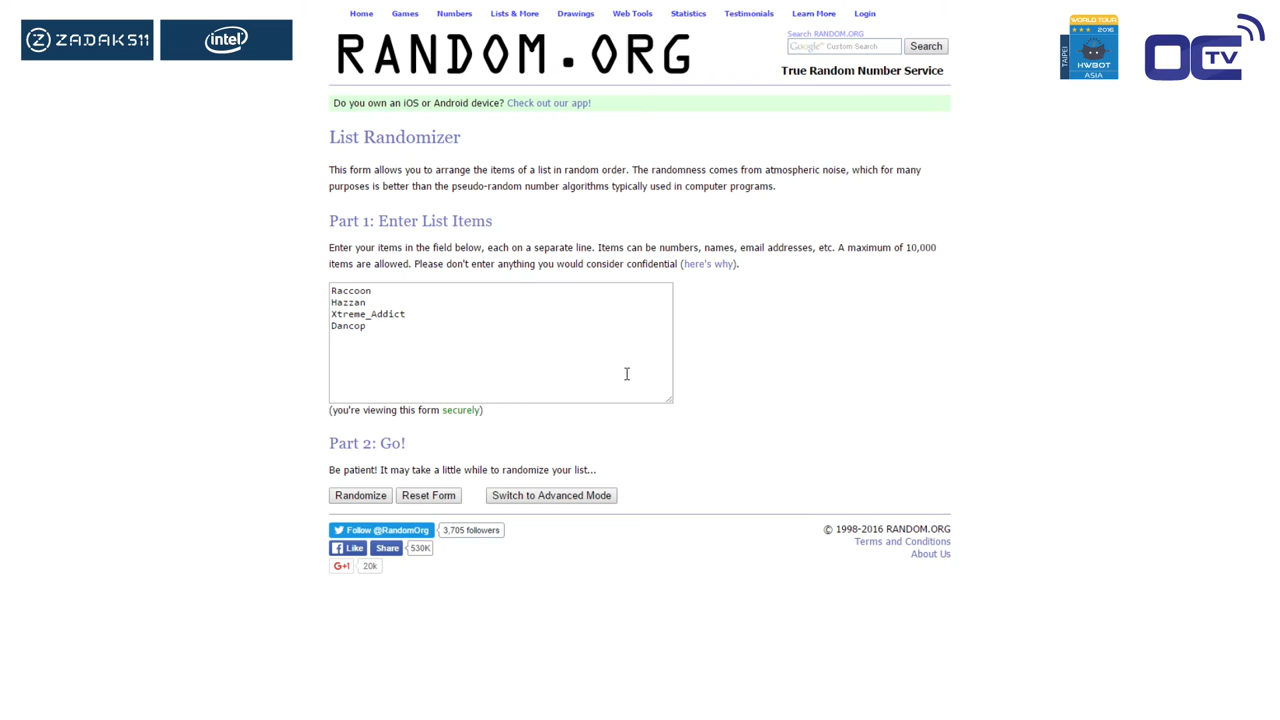 ZADAK511
intel
Home Games Numbers Lists & More Drawings Web Tools Statistics Testimonials Learn More Login
RANDOM.ORG
Search RANDOM.ORG
Google™ Custom Search
Search
True Random Number Service
WORLD TOUR
2016
TAIPEI
HWBOT
ASIA
OC TV
Do you own an iOS or Android device? Check out our app!
List Randomizer
This form allows you to arrange the items of a list in random order. The randomness comes from atmospheric noise, which for many
purposes is better than the pseudo-random number algorithms typically used in computer programs.
Part 1: Enter List Items
Enter your items in the field below, each on a separate line. Items can be numbers, names, email addresses, etc. A maximum of 10,000
items are allowed. Please don't enter anything you would consider confidential (here's why).
Raccoon
Hazzan
Xtreme_Addict
Dancop
(you're viewing this form securely)
Part 2: Go!
Be patient! It may take a little while to randomize your list...
Randomize Reset Form Switch to Advanced Mode
Follow @RandomOrg 3,705 followers
Like Share 530K
G+1 20k
© 1998-2016 RANDOM.ORG
Terms and Conditions
About Us